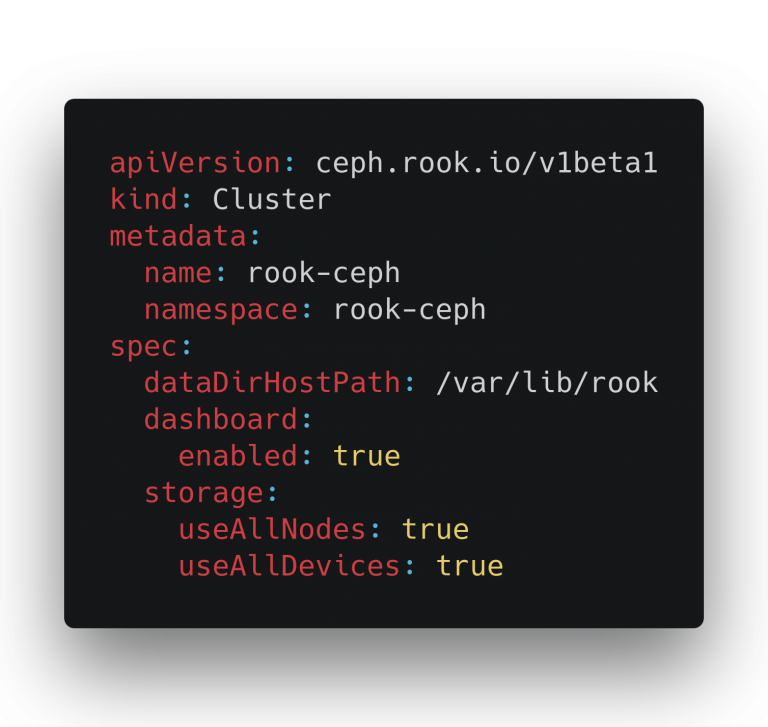 apiVersion: ceph.rook.io/v1beta1
kind: Cluster
metadata:
  name: rook-ceph
  namespace: rook-ceph
spec:
  dataDirHostPath: /var/lib/rook
  dashboard:
    enabled: true
  storage:
    useAllNodes: true
    useAllDevices: true